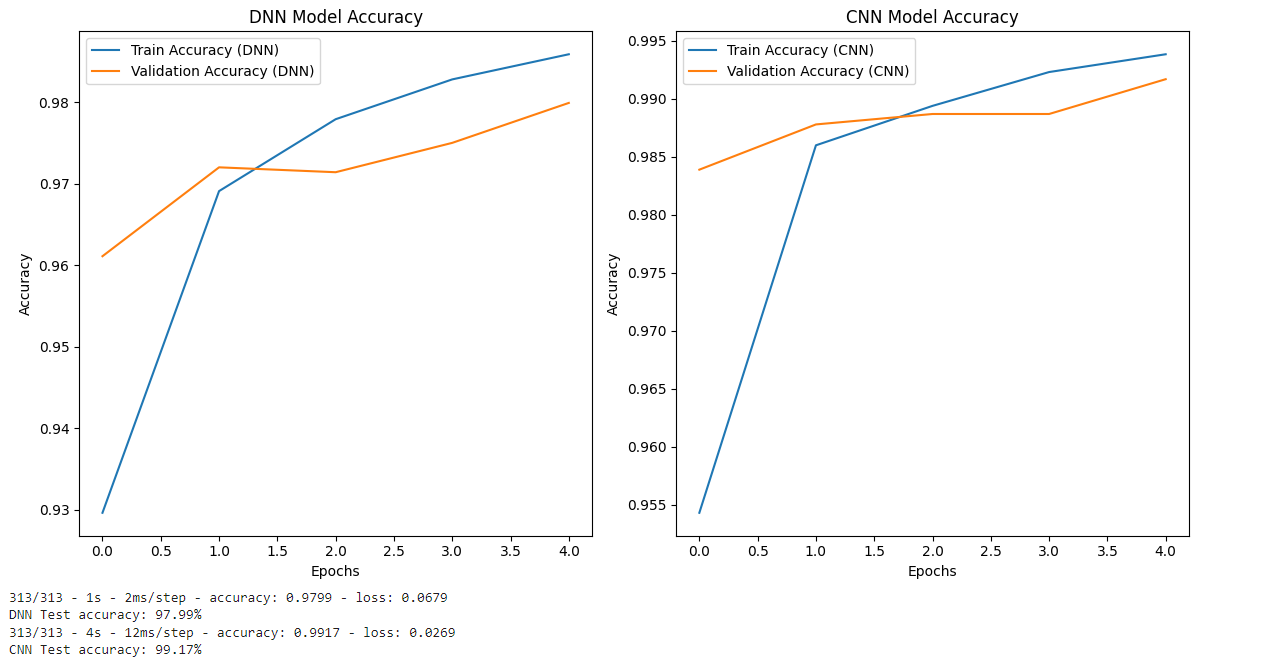 DNN Model Accuracy
Train Accuracy (DNN)
Validation Accuracy (DNN)
0.98
0.97
0.96
0.95
0.94
0.93
Accuracy
0.0 0.5 1.0 1.5 2.0 2.5 3.0 3.5 4.0
Epochs
CNN Model Accuracy
Train Accuracy (CNN)
Validation Accuracy (CNN)
0.995
0.990
0.985
0.980
0.975
0.970
0.965
0.960
0.955
Accuracy
0.0 0.5 1.0 1.5 2.0 2.5 3.0 3.5 4.0
Epochs
313/313 - 1s - 2ms/step - accuracy: 0.9799 - loss: 0.0679
DNN Test accuracy: 97.99%
313/313 - 4s - 12ms/step - accuracy: 0.9917 - loss: 0.0269
CNN Test accuracy: 99.17%